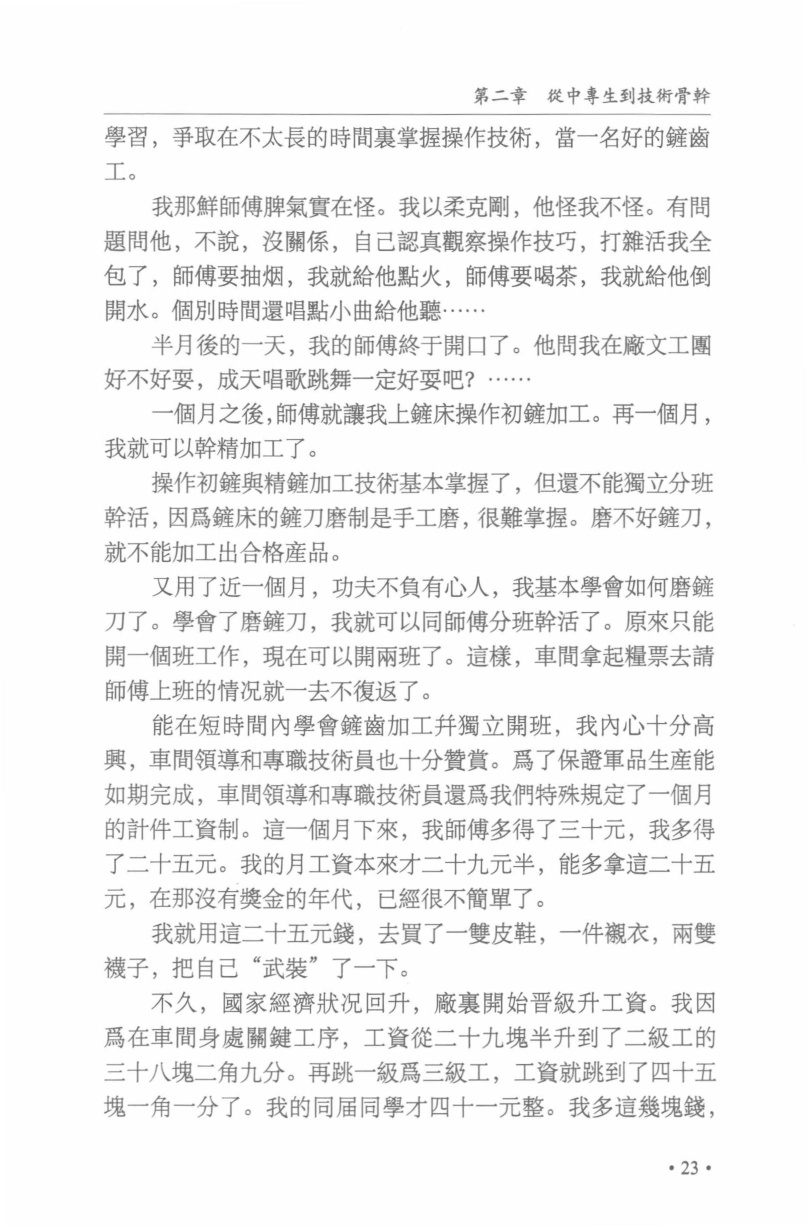 第二章　從中專生到技術骨幹
學習，爭取在不太長的時間裏掌握操作技術，當一名好的鏟齒
工。
我那鮮師傅脾氣實在怪。我以柔克剛，他怪我不怪。有問
題問他，不說，沒關係，自己認真觀察操作技巧，打雜活我全
包了，師傅要抽烟，我就給他點火，師傅要喝茶，我就給他倒
開水。個別時間還唱點小曲給他聽……
半月後的一天，我的師傅終于開口了。他問我在廠文工團
好不好耍，成天唱歌跳舞一定好耍吧？……
一個月之後，師傅就讓我上鏟床操作初鏟加工。再一個月，
我就可以幹精加工了。
操作初鏟與精鏟加工技術基本掌握了，但還不能獨立分班
幹活，因爲鏟床的鏟刀磨制是手工磨，很難掌握。磨不好鏟刀，
就不能加工出合格産品。
又用了近一個月，功夫不負有心人，我基本學會如何磨鏟
刀了。學會了磨鏟刀，我就可以同師傅分班幹活了。原來只能
開一個班工作，現在可以開兩班了。這樣，車間拿起糧票去請
師傅上班的情况就一去不復返了。
能在短時間內學會鏟齒加工并獨立開班，我內心十分高
興，車間領導和專職技術員也十分贊賞。爲了保證軍品生産能
如期完成，車間領導和專職技術員還爲我們特殊規定了一個月
的計件工資制。這一個月下來，我師傅多得了三十元，我多得
了二十五元。我的月工資本來才二十九元半，能多拿這二十五
元，在那沒有獎金的年代，已經很不簡單了。
我就用這二十五元錢，去買了一雙皮鞋，一件襯衣，兩雙
襪子，把自己“武裝”了一下。
不久，國家經濟狀况回升，廠裏開始晋級升工資。我因
爲在車間身處關鍵工序，工資從二十九塊半升到了二級工的
三十八塊二角九分。再跳一級爲三級工，工資就跳到了四十五
塊一角一分了。我的同届同學才四十一元整。我多這幾塊錢，
·23·